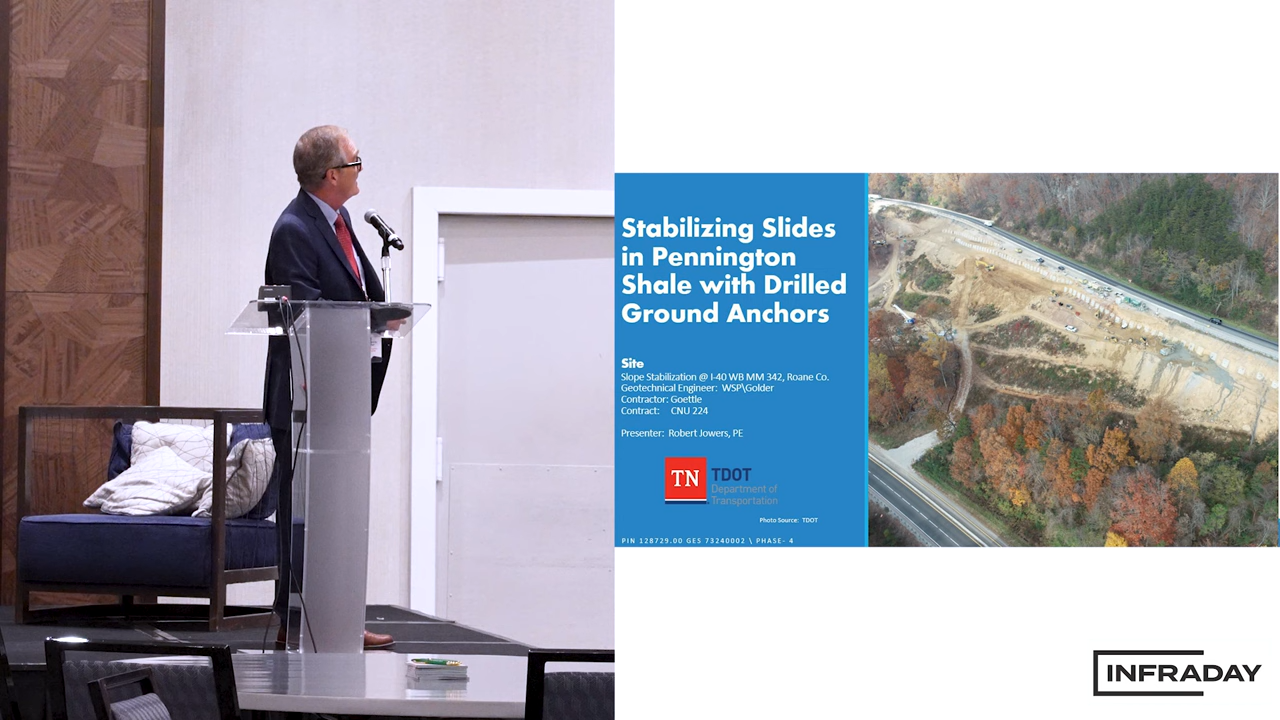 Stabilizing Slides
in Pennington
Shale with Drilled
Ground Anchors
Site
Slope Stabilization @ I-40 WB MM 342, Roane Co.
Geotechnical Engineer: WSP\Golder
Contractor: Goettle
Contract: CNU 224
Presenter: Robert Jowers, PE
TN
TDOT
Department of
Transportation
Photo Source: TDOT
PIN 128729.00 GES 73240002 \ PHASE- 4
INFRADAY